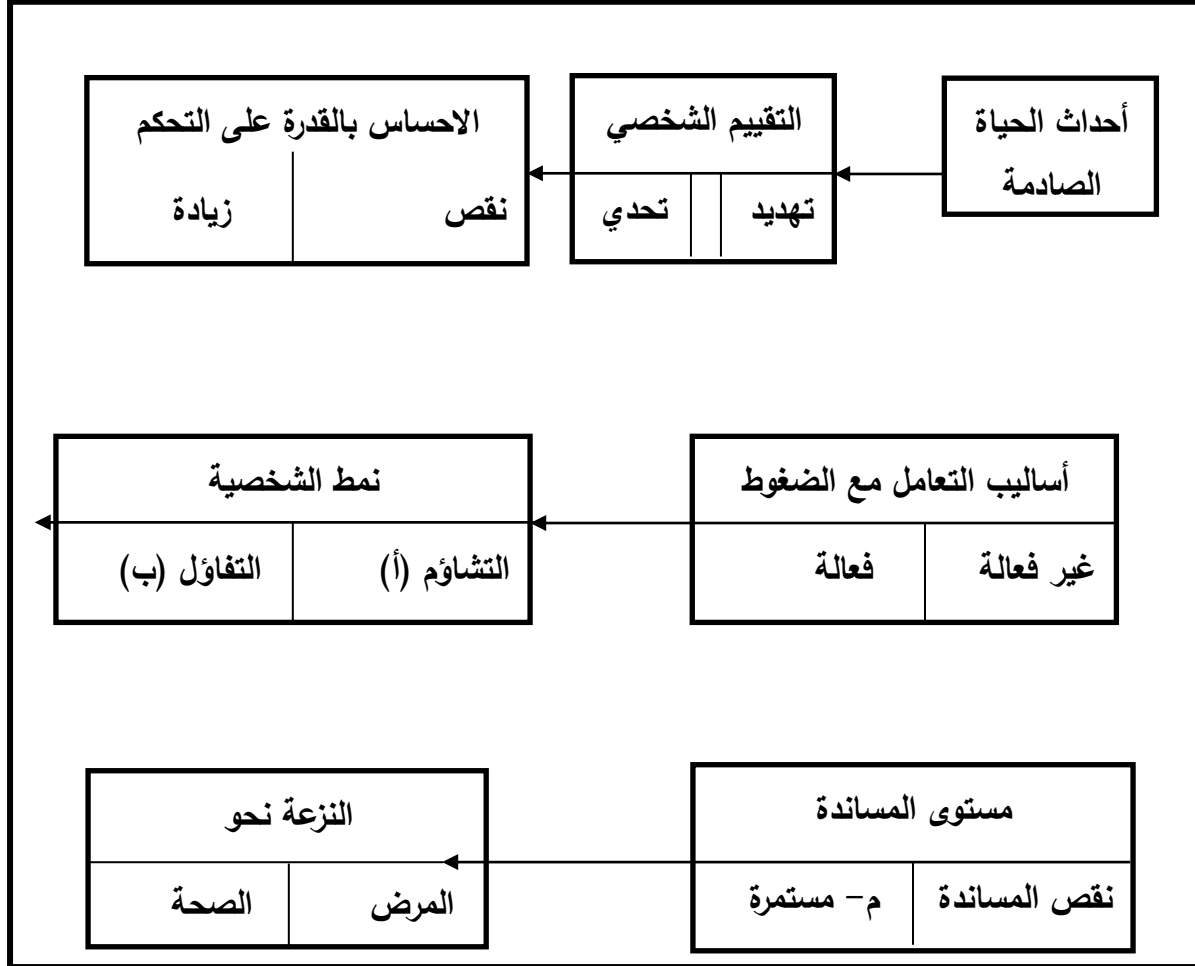 أحداث الحياة
الصادمة
التقييم الشخصي
تهديد
تحدي
الاحساس بالقدرة على التحكم
نقص
زيادة
أساليب التعامل مع الضغوط
غير فعالة
فعالة
نمط الشخصية
التشاؤم (أ)
التفاؤل (ب)
مستوى المساندة
نقص المساندة
م- مستمرة
النزعة نحو
المرض
الصحة